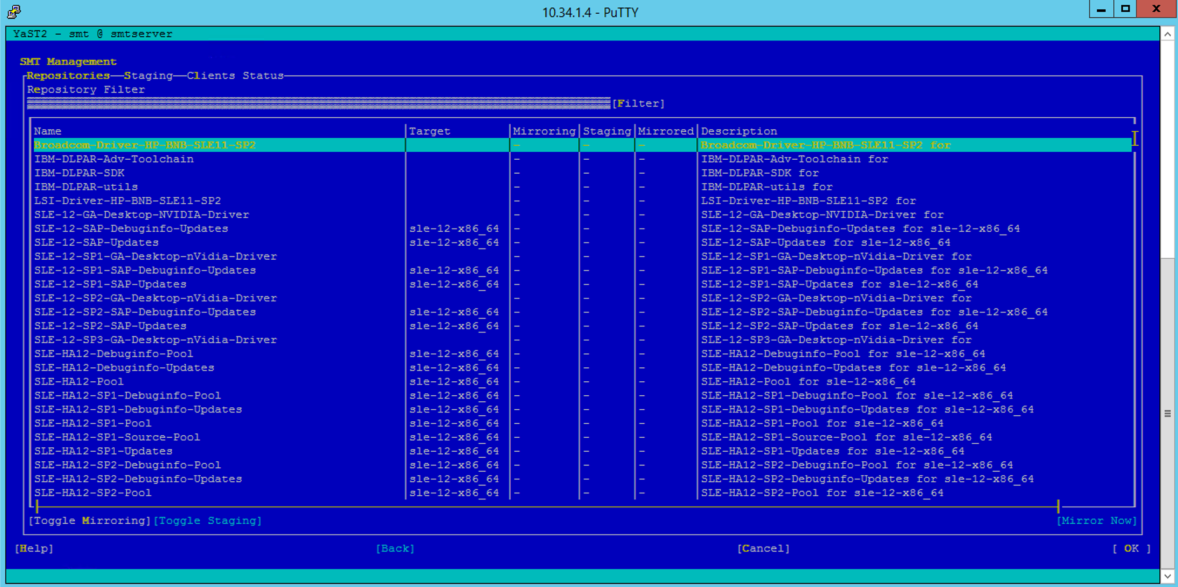 10.34.1.4 - PuTTY
YaST2 - smt @ smtserver
SMT Management
Repositories—Staging—Clients Status
Repository Filter
[Filter]
Name Target Mirroring Staging Mirrored Description
Broadcom-Driver-HP-BNB-SLE11-SP2 - - - Broadcom-Driver-HP-BNB-SLE11-SP2 for
IBM-DLPAR-Adv-Toolchain - - - IBM-DLPAR-Adv-Toolchain for
IBM-DLPAR-SDK - - - IBM-DLPAR-SDK for
IBM-DLPAR-utils - - - IBM-DLPAR-utils for
LSI-Driver-HP-BNB-SLE11-SP2 - - - LSI-Driver-HP-BNB-SLE11-SP2 for
SLE-12-GA-Desktop-NVIDIA-Driver - - - SLE-12-GA-Desktop-NVIDIA-Driver for
SLE-12-SAP-Debuginfo-Updates sle-12-x86_64 - - - SLE-12-SAP-Debuginfo-Updates for sle-12-x86_64
SLE-12-SAP-Updates sle-12-x86_64 - - - SLE-12-SAP-Updates for sle-12-x86_64
SLE-12-SP1-GA-Desktop-nVidia-Driver - - - SLE-12-SP1-GA-Desktop-nVidia-Driver for
SLE-12-SP1-SAP-Debuginfo-Updates sle-12-x86_64 - - - SLE-12-SP1-SAP-Debuginfo-Updates for sle-12-x86_64
SLE-12-SP1-SAP-Updates sle-12-x86_64 - - - SLE-12-SP1-SAP-Updates for sle-12-x86_64
SLE-12-SP2-GA-Desktop-nVidia-Driver - - - SLE-12-SP2-GA-Desktop-nVidia-Driver for
SLE-12-SP2-SAP-Debuginfo-Updates sle-12-x86_64 - - - SLE-12-SP2-SAP-Debuginfo-Updates for sle-12-x86_64
SLE-12-SP2-SAP-Updates sle-12-x86_64 - - - SLE-12-SP2-SAP-Updates for sle-12-x86_64
SLE-12-SP3-GA-Desktop-nVidia-Driver - - - SLE-12-SP3-GA-Desktop-nVidia-Driver for
SLE-HA12-Debuginfo-Pool sle-12-x86_64 - - - SLE-HA12-Debuginfo-Pool for sle-12-x86_64
SLE-HA12-Debuginfo-Updates sle-12-x86_64 - - - SLE-HA12-Debuginfo-Updates for sle-12-x86_64
SLE-HA12-Pool sle-12-x86_64 - - - SLE-HA12-Pool for sle-12-x86_64
SLE-HA12-SP1-Debuginfo-Pool sle-12-x86_64 - - - SLE-HA12-SP1-Debuginfo-Pool for sle-12-x86_64
SLE-HA12-SP1-Debuginfo-Updates sle-12-x86_64 - - - SLE-HA12-SP1-Debuginfo-Updates for sle-12-x86_64
SLE-HA12-SP1-Pool sle-12-x86_64 - - - SLE-HA12-SP1-Pool for sle-12-x86_64
SLE-HA12-SP1-Source-Pool sle-12-x86_64 - - - SLE-HA12-SP1-Source-Pool for sle-12-x86_64
SLE-HA12-SP1-Updates sle-12-x86_64 - - - SLE-HA12-SP1-Updates for sle-12-x86_64
SLE-HA12-SP2-Debuginfo-Pool sle-12-x86_64 - - - SLE-HA12-SP2-Debuginfo-Pool for sle-12-x86_64
SLE-HA12-SP2-Debuginfo-Updates sle-12-x86_64 - - - SLE-HA12-SP2-Debuginfo-Updates for sle-12-x86_64
SLE-HA12-SP2-Pool sle-12-x86_64 - - - SLE-HA12-SP2-Pool for sle-12-x86_64
[Toggle Mirroring][Toggle Staging] [Mirror Now]
[Help] [Back] [Cancel] [ OK ]